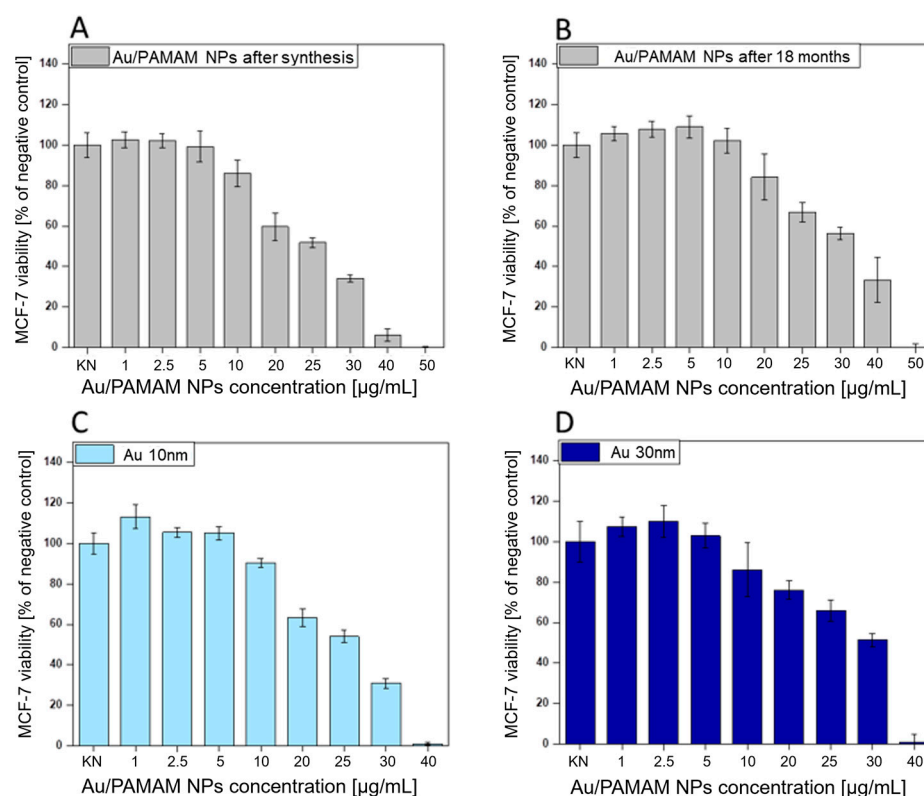 A
Au/PAMAM NPs after synthesis
MCF-7 viability [% of negative control]
140
120
100
80
60
40
20
0
KN 1 2.5 5 10 20 25 30 40 50
Au/PAMAM NPs concentration [µg/mL]
B
Au/PAMAM NPs after 18 months
MCF-7 viability [% of negative control]
140
120
100
80
60
40
20
0
KN 1 2.5 5 10 20 25 30 40 50
Au/PAMAM NPs concentration [µg/mL]
C
Au 10nm
MCF-7 viability [% of negative control]
140
120
100
80
60
40
20
0
KN 1 2.5 5 10 20 25 30 40
Au/PAMAM NPs concentration [µg/mL]
D
Au 30nm
MCF-7 viability [% of negative control]
140
120
100
80
60
40
20
0
KN 1 2.5 5 10 20 25 30 40
Au/PAMAM NPs concentration [µg/mL]